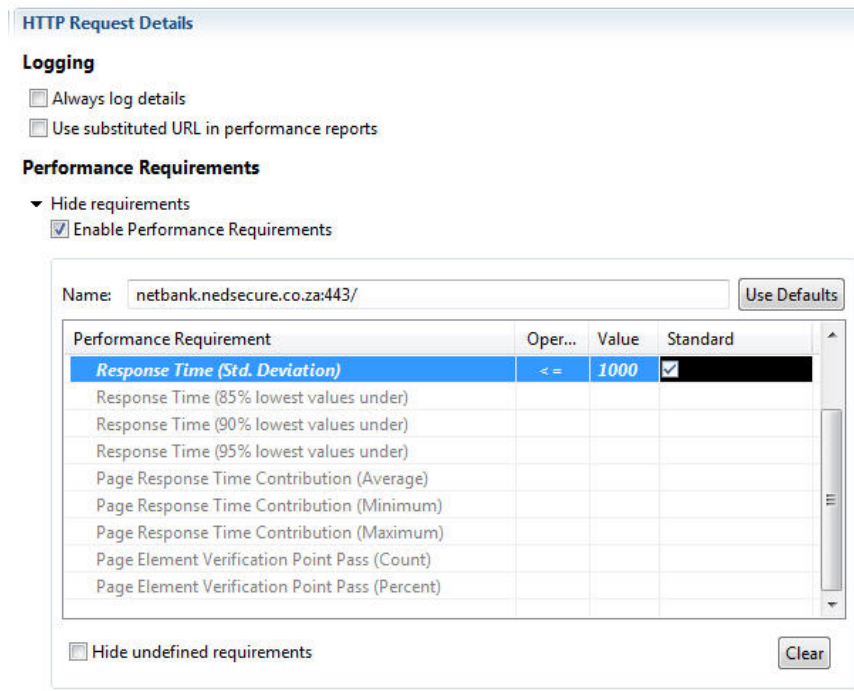 HTTP Request Details
Logging
Always log details
Use substituted URL in performance reports
Performance Requirements
Hide requirements
Enable Performance Requirements
Name: netbank.nedsecure.co.za:443/ Use Defaults
Performance Requirement Oper... Value Standard
Response Time (Std. Deviation) <= 1000
Response Time (85% lowest values under)
Response Time (90% lowest values under)
Response Time (95% lowest values under)
Page Response Time Contribution (Average)
Page Response Time Contribution (Minimum)
Page Response Time Contribution (Maximum)
Page Element Verification Point Pass (Count)
Page Element Verification Point Pass (Percent)
Hide undefined requirements Clear